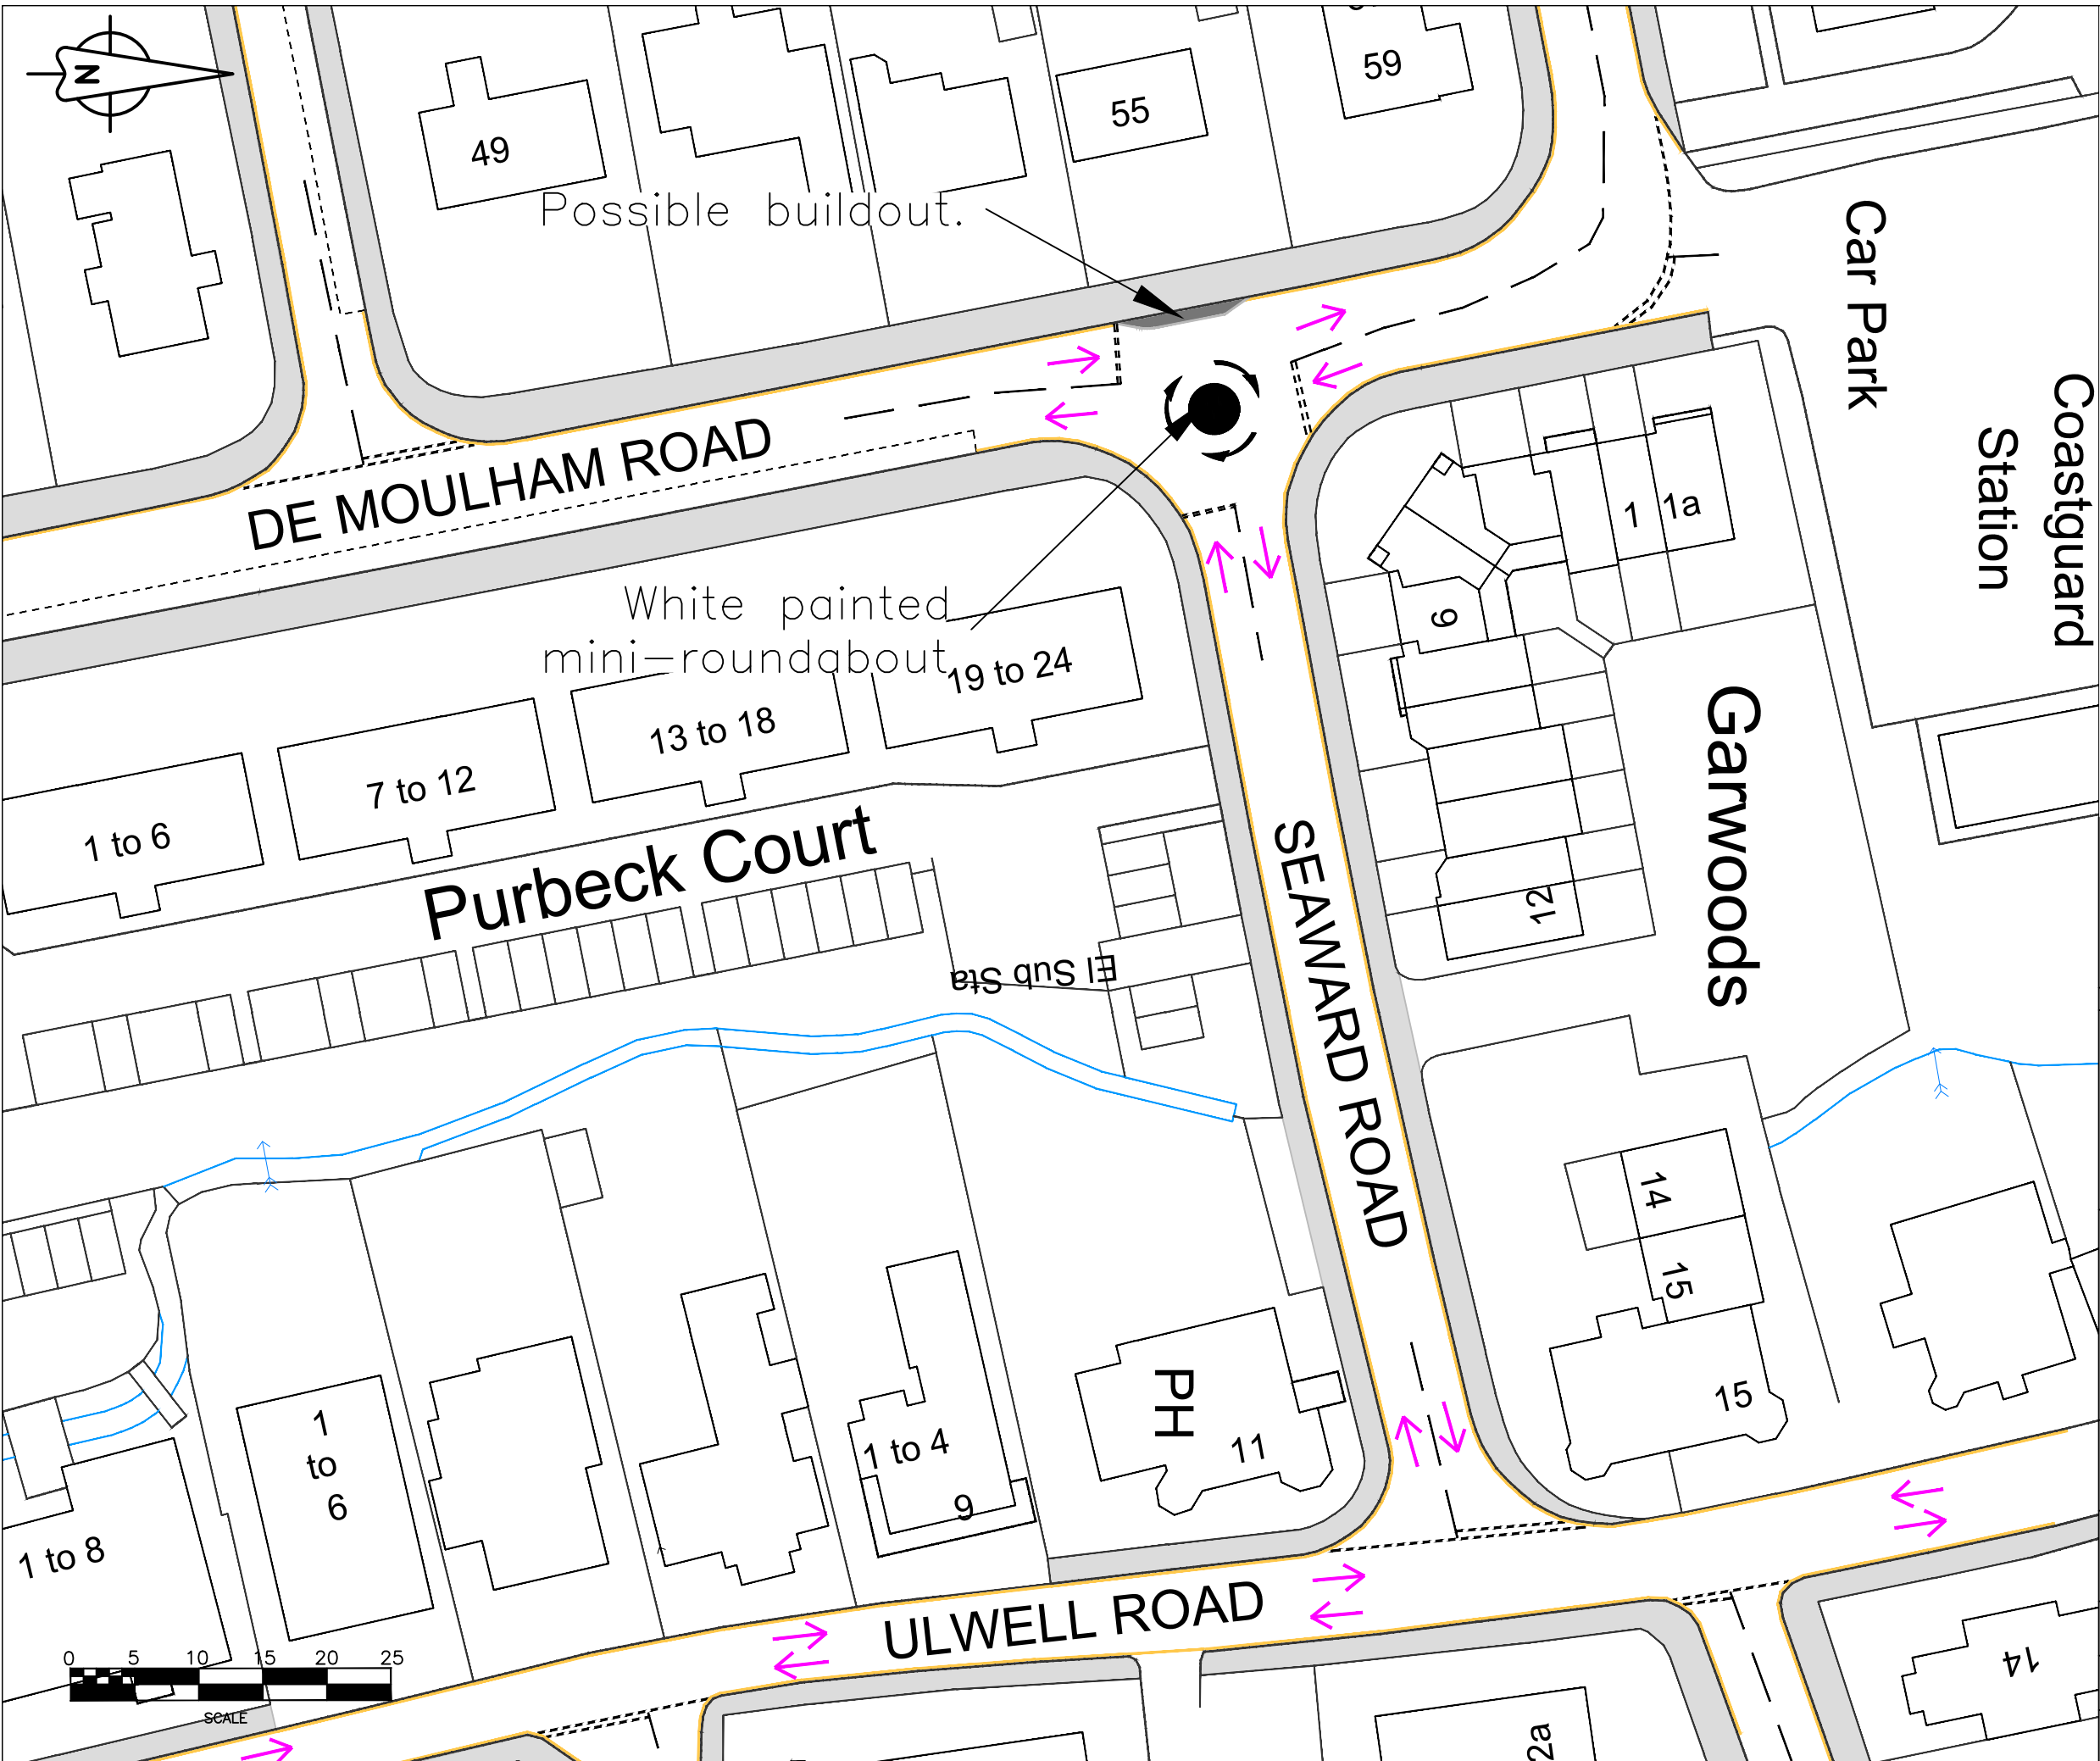 N
49
55
59
Possible buildout.
Car Park
Coastguard
Station
DE MOULHAM ROAD
1
1a
White painted
mini-roundabout
19 to 24
9
13 to 18
7 to 12
1 to 6
Purbeck Court
El Sub Sta
SEAWARD ROAD
12
Garwoods
14
15
15
PH
11
1 to 4
9
1
to
6
1 to 8
ULWELL ROAD
0 5 10 15 20 25
SCALE
14
2a